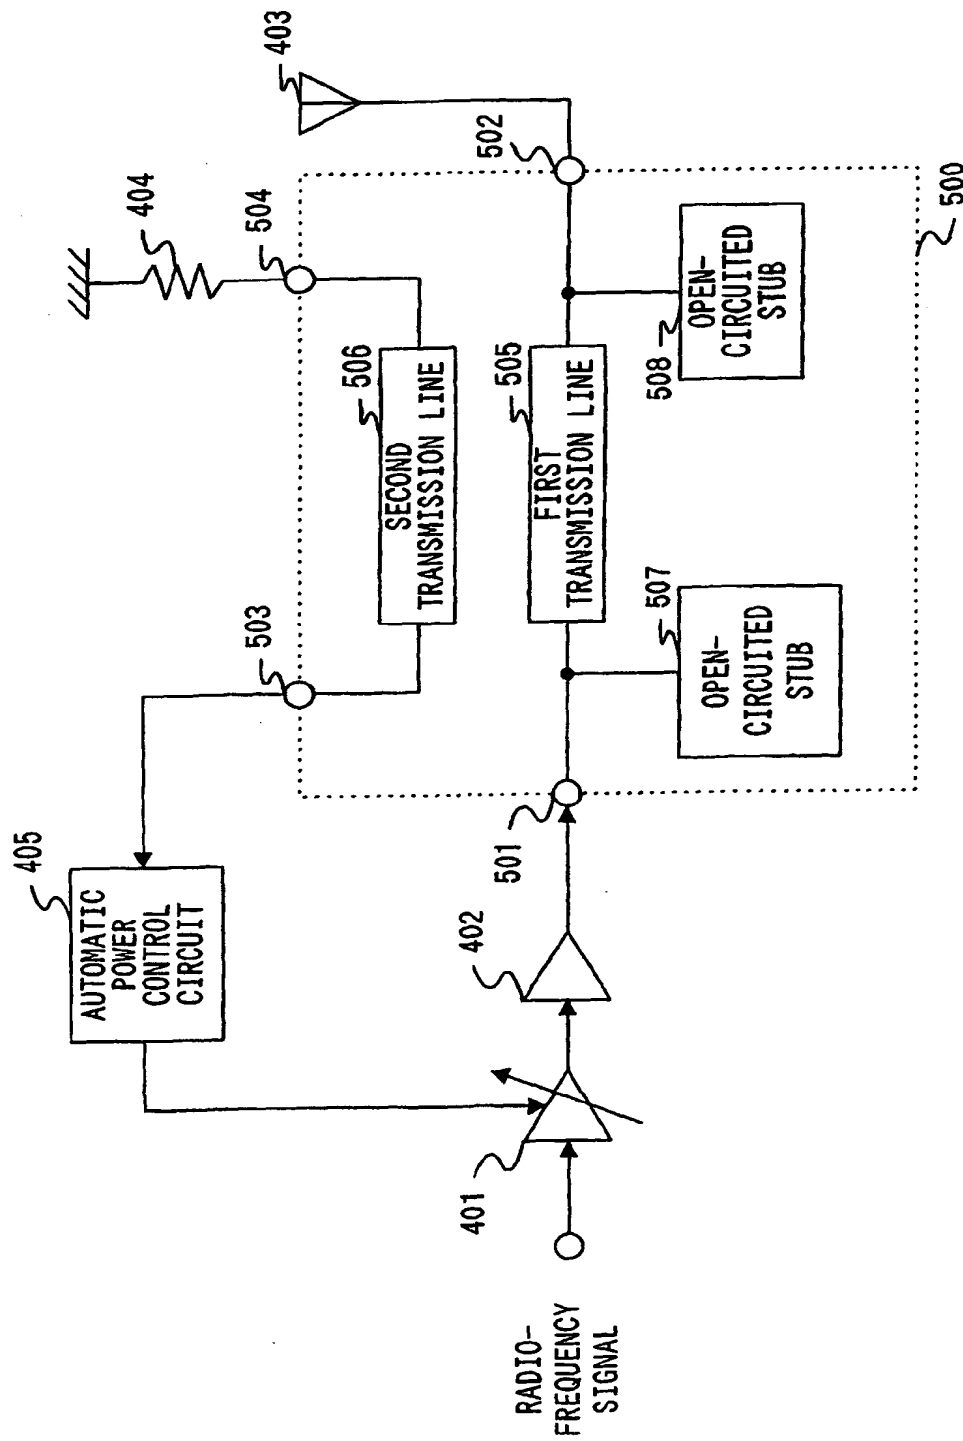 403
404
504
502
500
506
SECOND
TRANSMISSION LINE
505
FIRST
TRANSMISSION LINE
508
OPEN-
CIRCUITED
STUB
503
507
OPEN-
CIRCUITED
STUB
405
AUTOMATIC
POWER
CONTROL
CIRCUIT
501
402
401
RADIO-
FREQUENCY
SIGNAL